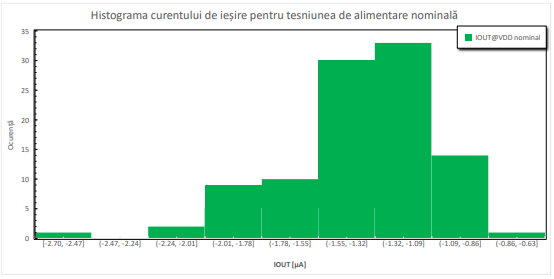 Histograma curentului de ieșire pentru tesniunea de alimentare nominală
IOUT@VDD nominal
Ocurență
35
30
25
20
15
10
5
0
[-2.70, -2.47] (-2.47, -2.24] (-2.24, -2.01] (-2.01, -1.78] (-1.78, -1.55] (-1.55, -1.32] (-1.32, -1.09] (-1.09, -0.86] (-0.86, -0.63]
IOUT [µA]